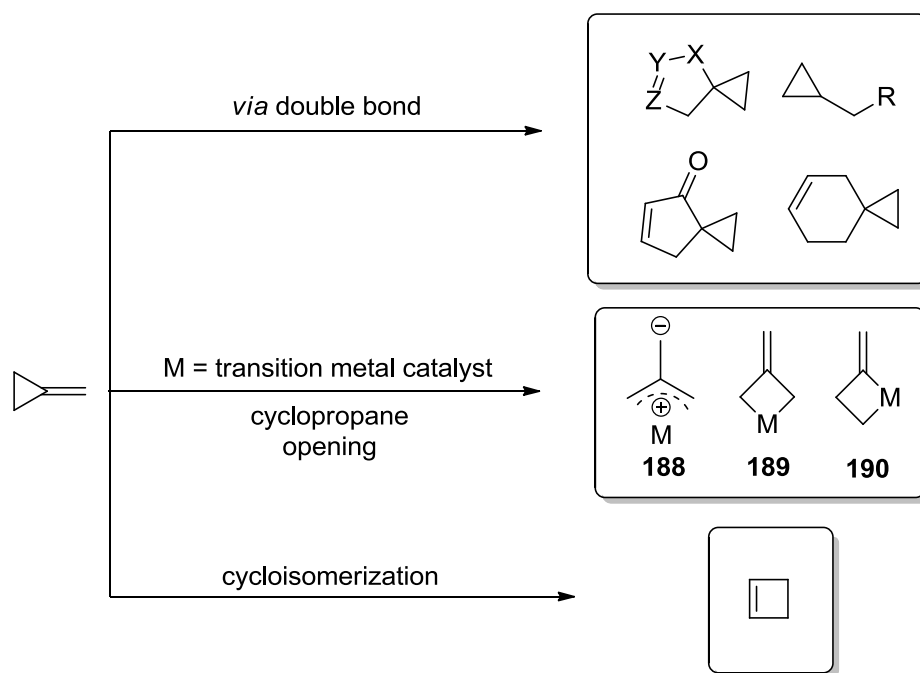 Y X
Z
R
via double bond
O
M = transition metal catalyst
cyclopropane
opening
⊖
⊕
M
M
M
188 189 190
cycloisomerization